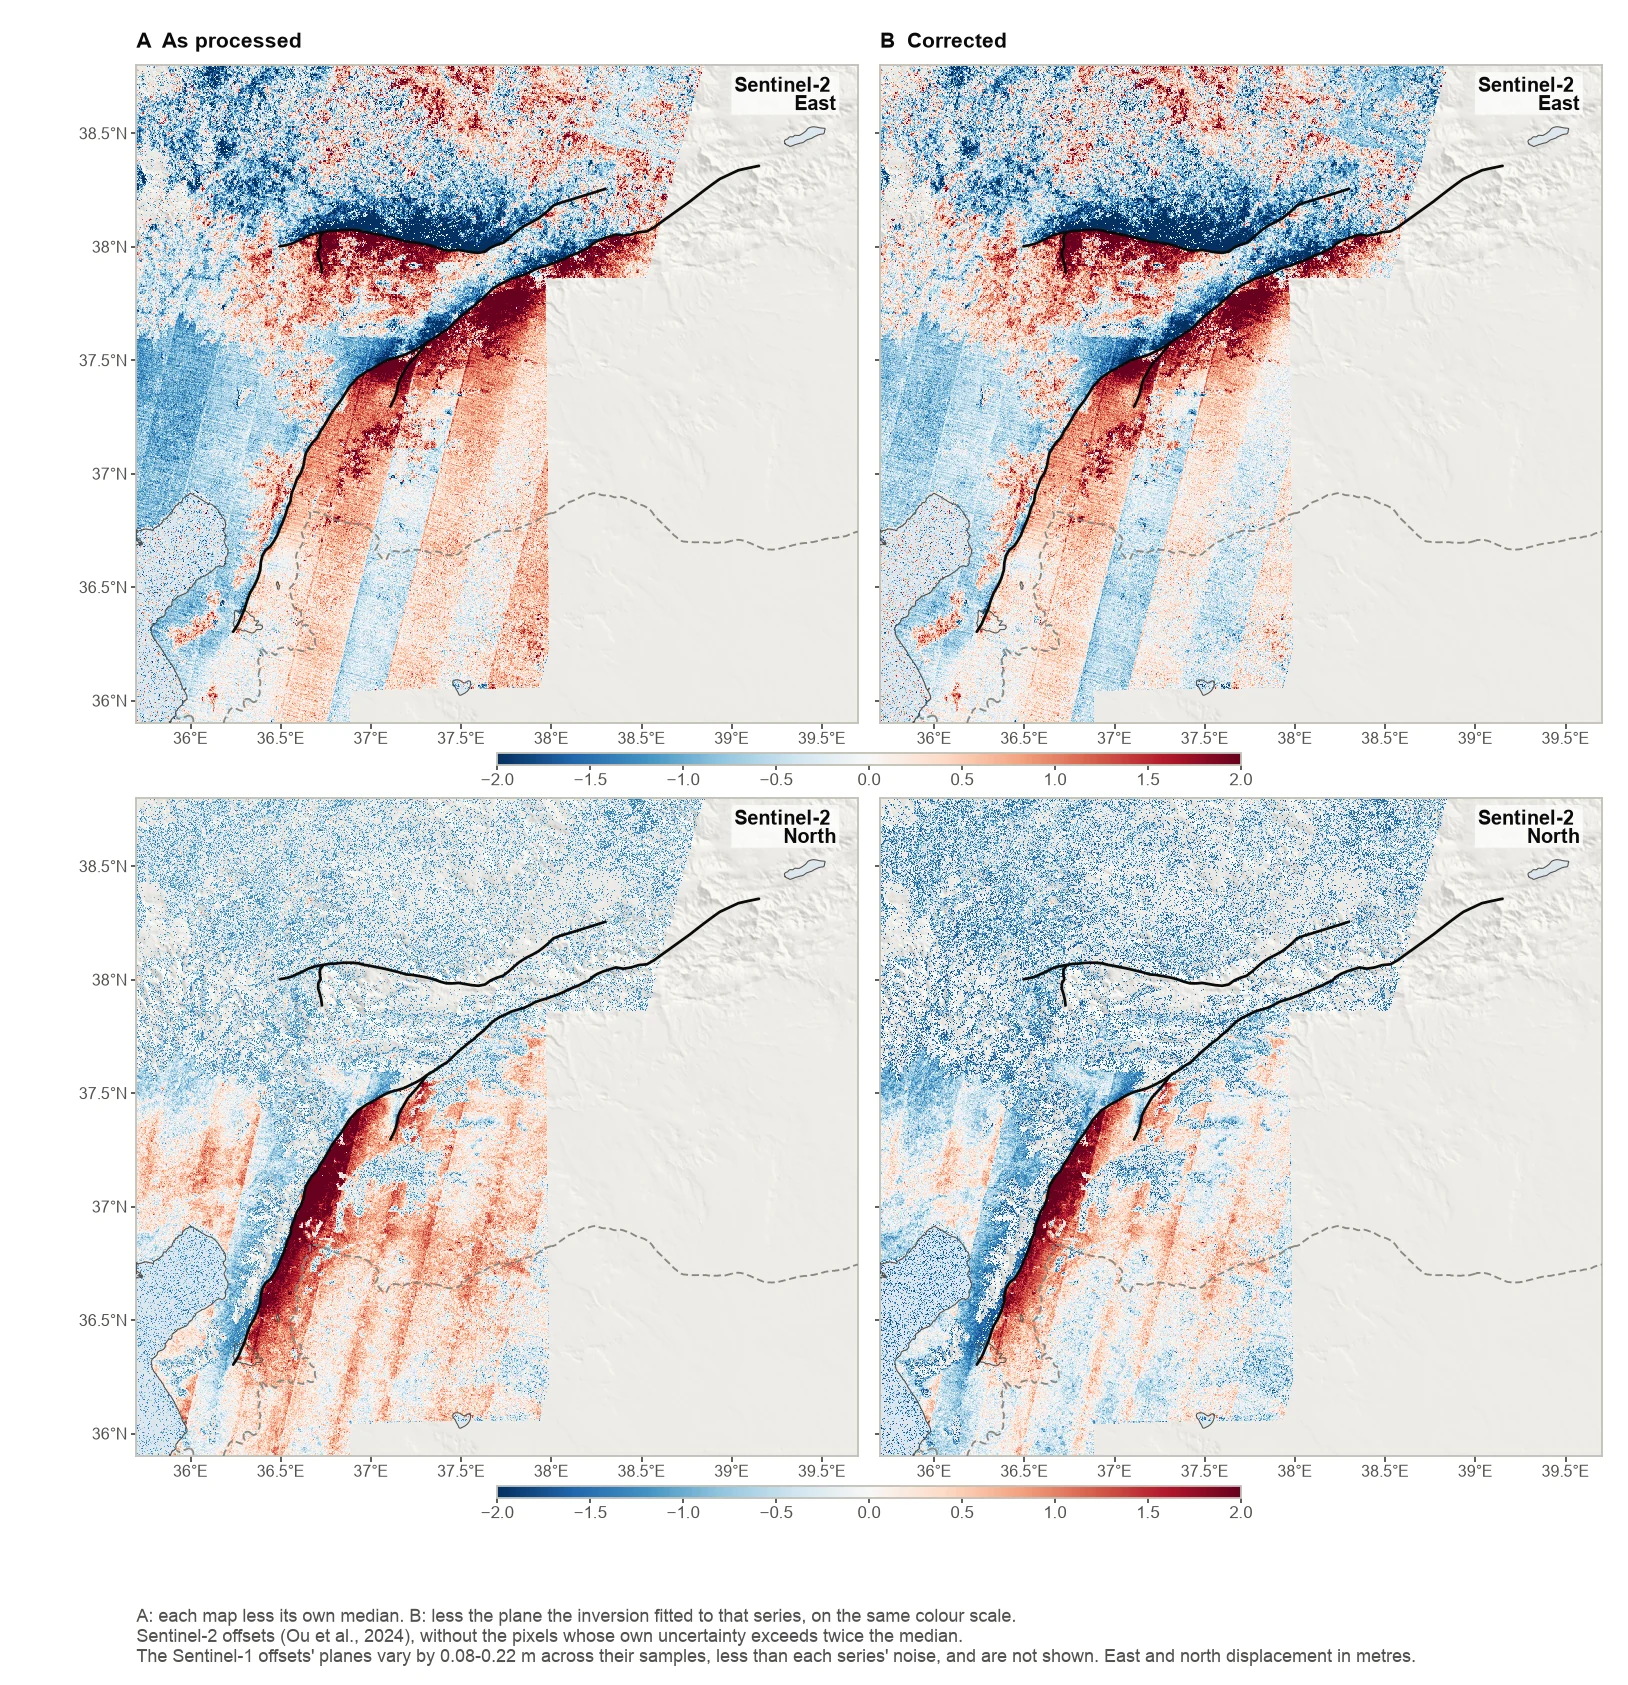 A As processed
B Corrected
Sentinel-2
East
Sentinel-2
East
38.5°N
38°N
37.5°N
37°N
36.5°N
36°N
36°E
36.5°E
37°E
37.5°E
38°E
38.5°E
39°E
39.5°E
36°E
36.5°E
37°E
37.5°E
38°E
38.5°E
39°E
39.5°E
−2.0
−1.5
−1.0
−0.5
0.0
0.5
1.0
1.5
2.0
Sentinel-2
North
Sentinel-2
North
38.5°N
38°N
37.5°N
37°N
36.5°N
36°N
36°E
36.5°E
37°E
37.5°E
38°E
38.5°E
39°E
39.5°E
36°E
36.5°E
37°E
37.5°E
38°E
38.5°E
39°E
39.5°E
−2.0
−1.5
−1.0
−0.5
0.0
0.5
1.0
1.5
2.0
A: each map less its own median. B: less the plane the inversion fitted to that series, on the same colour scale.
Sentinel-2 offsets (Ou et al., 2024), without the pixels whose own uncertainty exceeds twice the median.
The Sentinel-1 offsets' planes vary by 0.08-0.22 m across their samples, less than each series' noise, and are not shown. East and north displacement in metres.